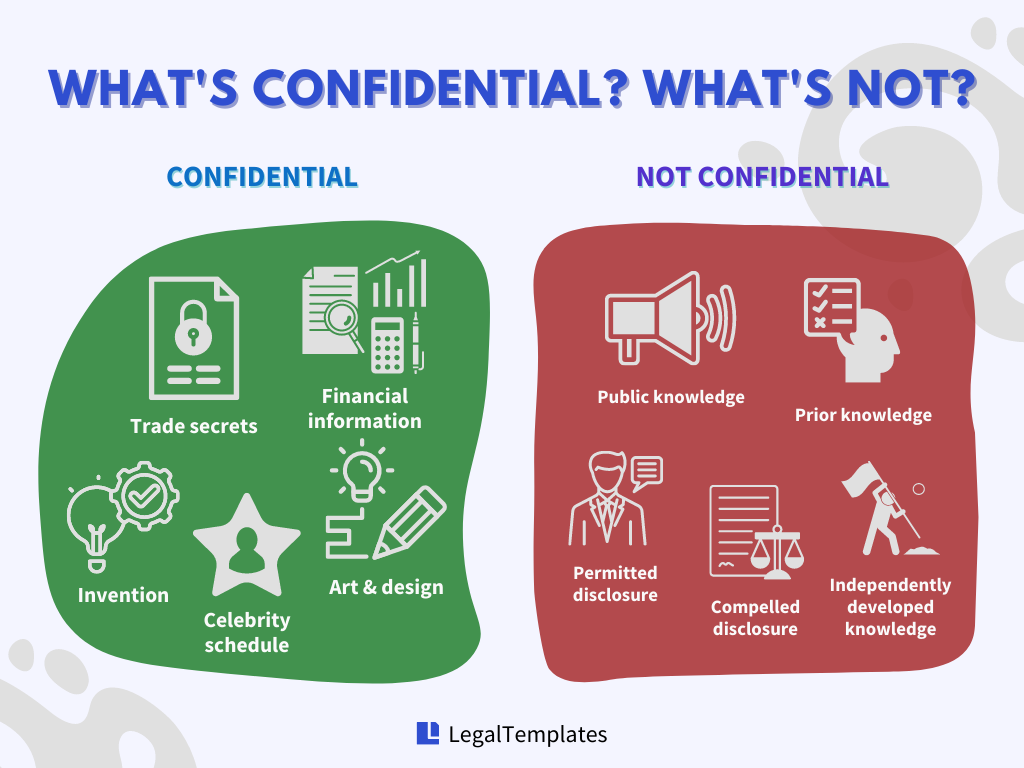 WHAT'S CONFIDENTIAL? WHAT'S NOT?
CONFIDENTIAL
Trade secrets
Financial
information
Invention
Celebrity
schedule
Art & design
NOT CONFIDENTIAL
Public knowledge
Prior knowledge
Permitted
disclosure
Compelled
disclosure
Independently
developed
knowledge
LegalTemplates